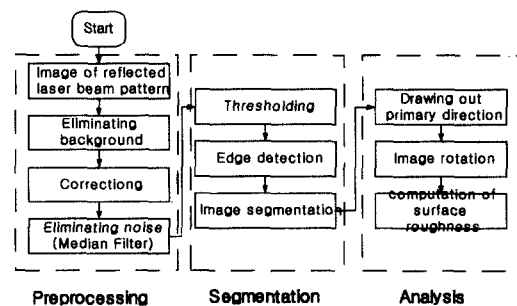 Start
Image of reflected
laser beam pattern
Eliminating
background
Correctiong
Eliminating noise
(Median Filter)
Preprocessing
Thresholding
Edge detection
Image segmentation
Segmentation
Drawing out
primary direction
Image rotation
computation of
surface
roughness
Analysis